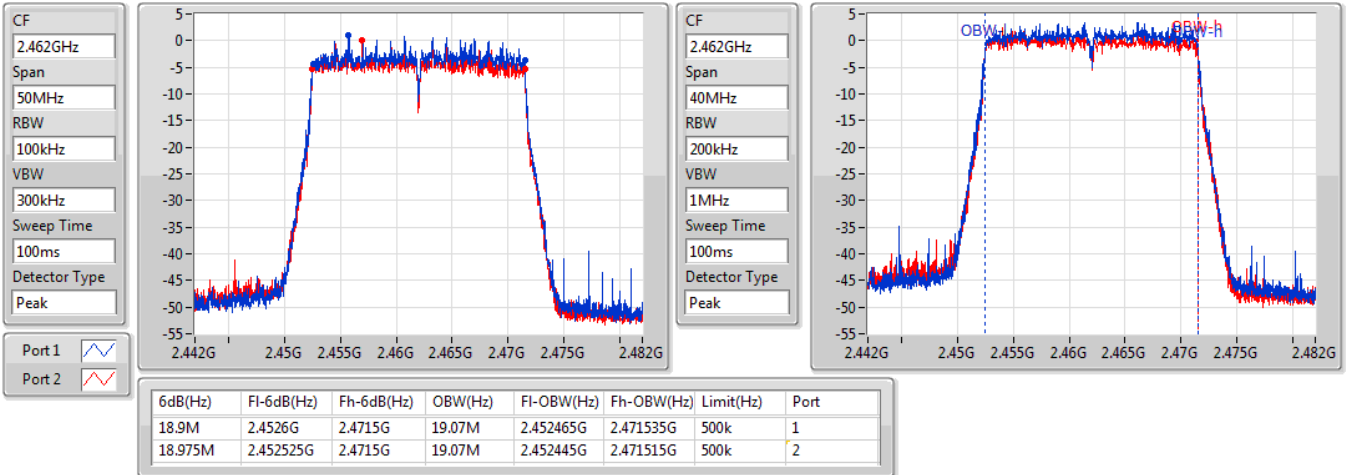 CF
2.462GHz
Span
50MHz
RBW
100kHz
VBW
300kHz
Sweep Time
100ms
Detector Type
Peak
Port 1
Port 2
5
0
-5
-10
-15
-20
-25
-30
-35
-40
-45
-50
-55
2.442G 2.45G 2.455G 2.46G 2.465G 2.47G 2.475G 2.482G
CF
2.462GHz
Span
40MHz
RBW
200kHz
VBW
1MHz
Sweep Time
100ms
Detector Type
Peak
5
0
-5
-10
-15
-20
-25
-30
-35
-40
-45
-50
-55
OBW-l
OBW-h
OBW-h
2.442G 2.45G 2.455G 2.46G 2.465G 2.47G 2.475G 2.482G
6dB(Hz) Fl-6dB(Hz) Fh-6dB(Hz) OBW(Hz) Fl-OBW(Hz) Fh-OBW(Hz) Limit(Hz) Port
18.9M 2.4526G 2.4715G 19.07M 2.452465G 2.471535G 500k 1
18.975M 2.452525G 2.4715G 19.07M 2.452445G 2.471515G 500k 2